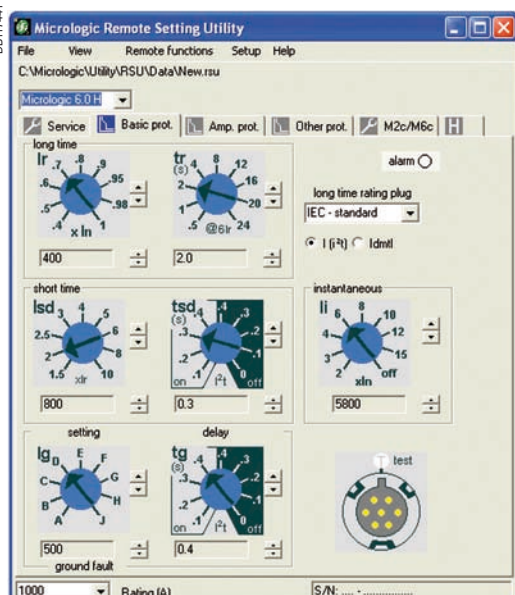 Micrologic Remote Setting Utility
File View Remote functions Setup Help
C:\Micrologic\Utility\RSU\Data\New.rsu
Micrologic 6.0 H
Service Basic prot. Amp. prot. Other prot. M2c/M6c H
long time
Ir .4 .5 .6 .7 .8 .9 .95 .98 1 x In
tr (s) .5 1 2 4 8 12 16 20 24 @6Ir
alarm
long time rating plug
IEC - standard
I (i²t) Idmtl
400
2.0
short time
Isd 1.5 2 2.5 3 4 5 6 8 10 xIr
tsd (s) .1 .2 .3 .4 .4 .3 .2 .1 0 on I²t off
instantaneous
Ii 2 3 4 6 8 10 12 15 off xIn
800
0.3
5800
setting delay
Ig A B C D E F G H J
tg (s) .1 .2 .3 .4 .4 .3 .2 .1 0 on I²t off
T test
500
0.4
ground fault
1000 Rating (A) S/N: .... - ................